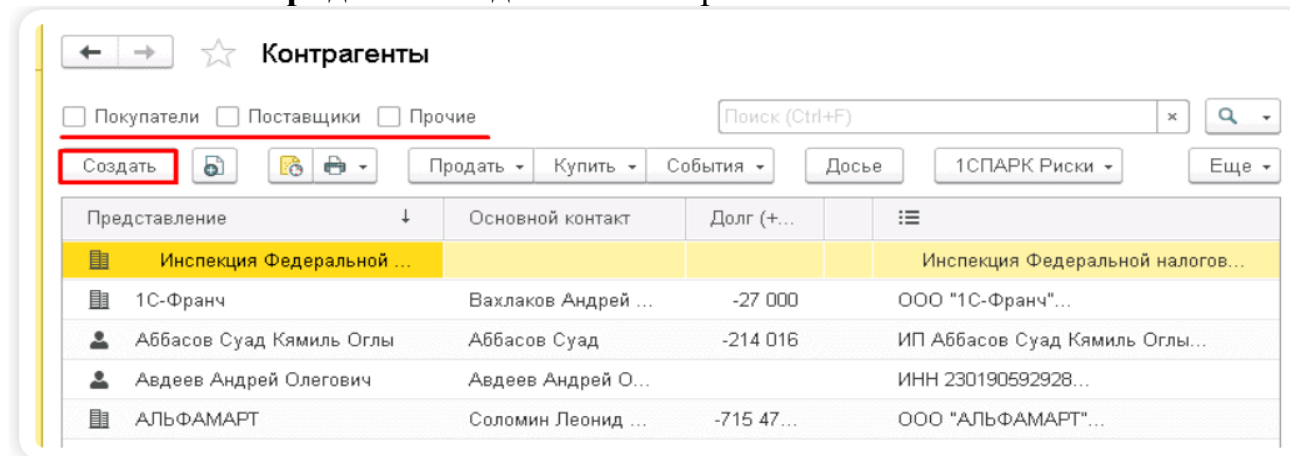 Контрагенты
Покупатели Поставщики Прочие Поиск (Ctrl+F) ×
Создать Продать Купить События Досье 1СПАРК Риски Еще
Представление ↓ Основной контакт Долг (+...
Инспекция Федеральной ... Инспекция Федеральной налогов...
1С-Франч Вахлаков Андрей ... -27 000 ООО "1С-Франч"...
Аббасов Суад Кямиль Оглы Аббасов Суад -214 016 ИП Аббасов Суад Кямиль Оглы...
Авдеев Андрей Олегович Авдеев Андрей О... ИНН 230190592928...
АЛЬФАМАРТ Соломин Леонид ... -715 47... ООО "АЛЬФАМАРТ"...